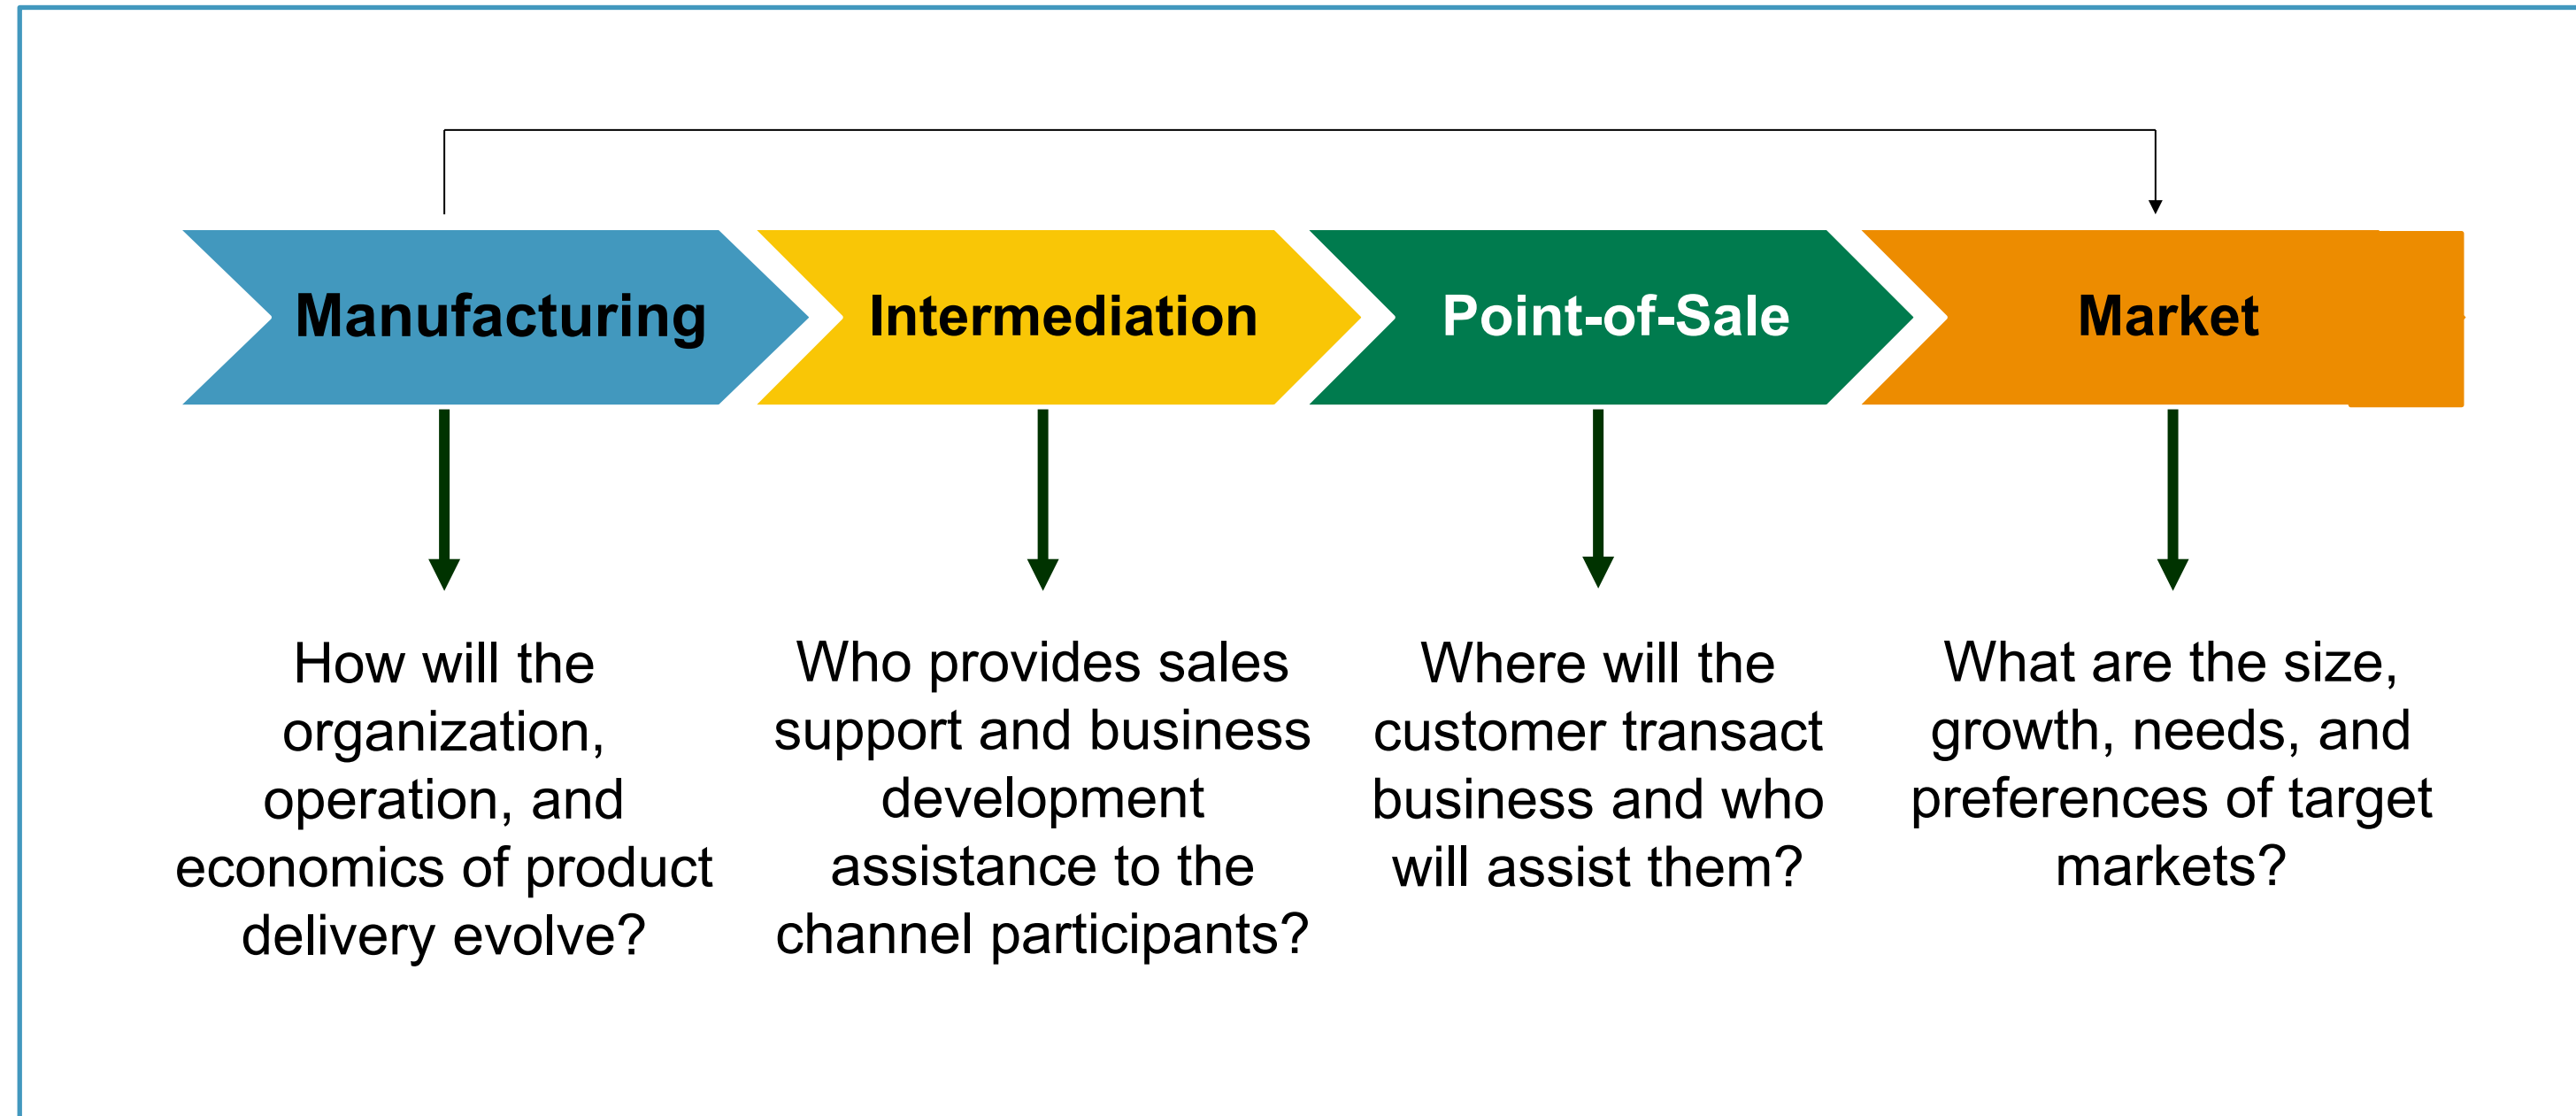 Manufacturing
Intermediation
Point-of-Sale
Market
How will the
organization,
operation, and
economics of product
delivery evolve?
Who provides sales
support and business
development
assistance to the
channel participants?
Where will the
customer transact
business and who
will assist them?
What are the size,
growth, needs, and
preferences of target
markets?